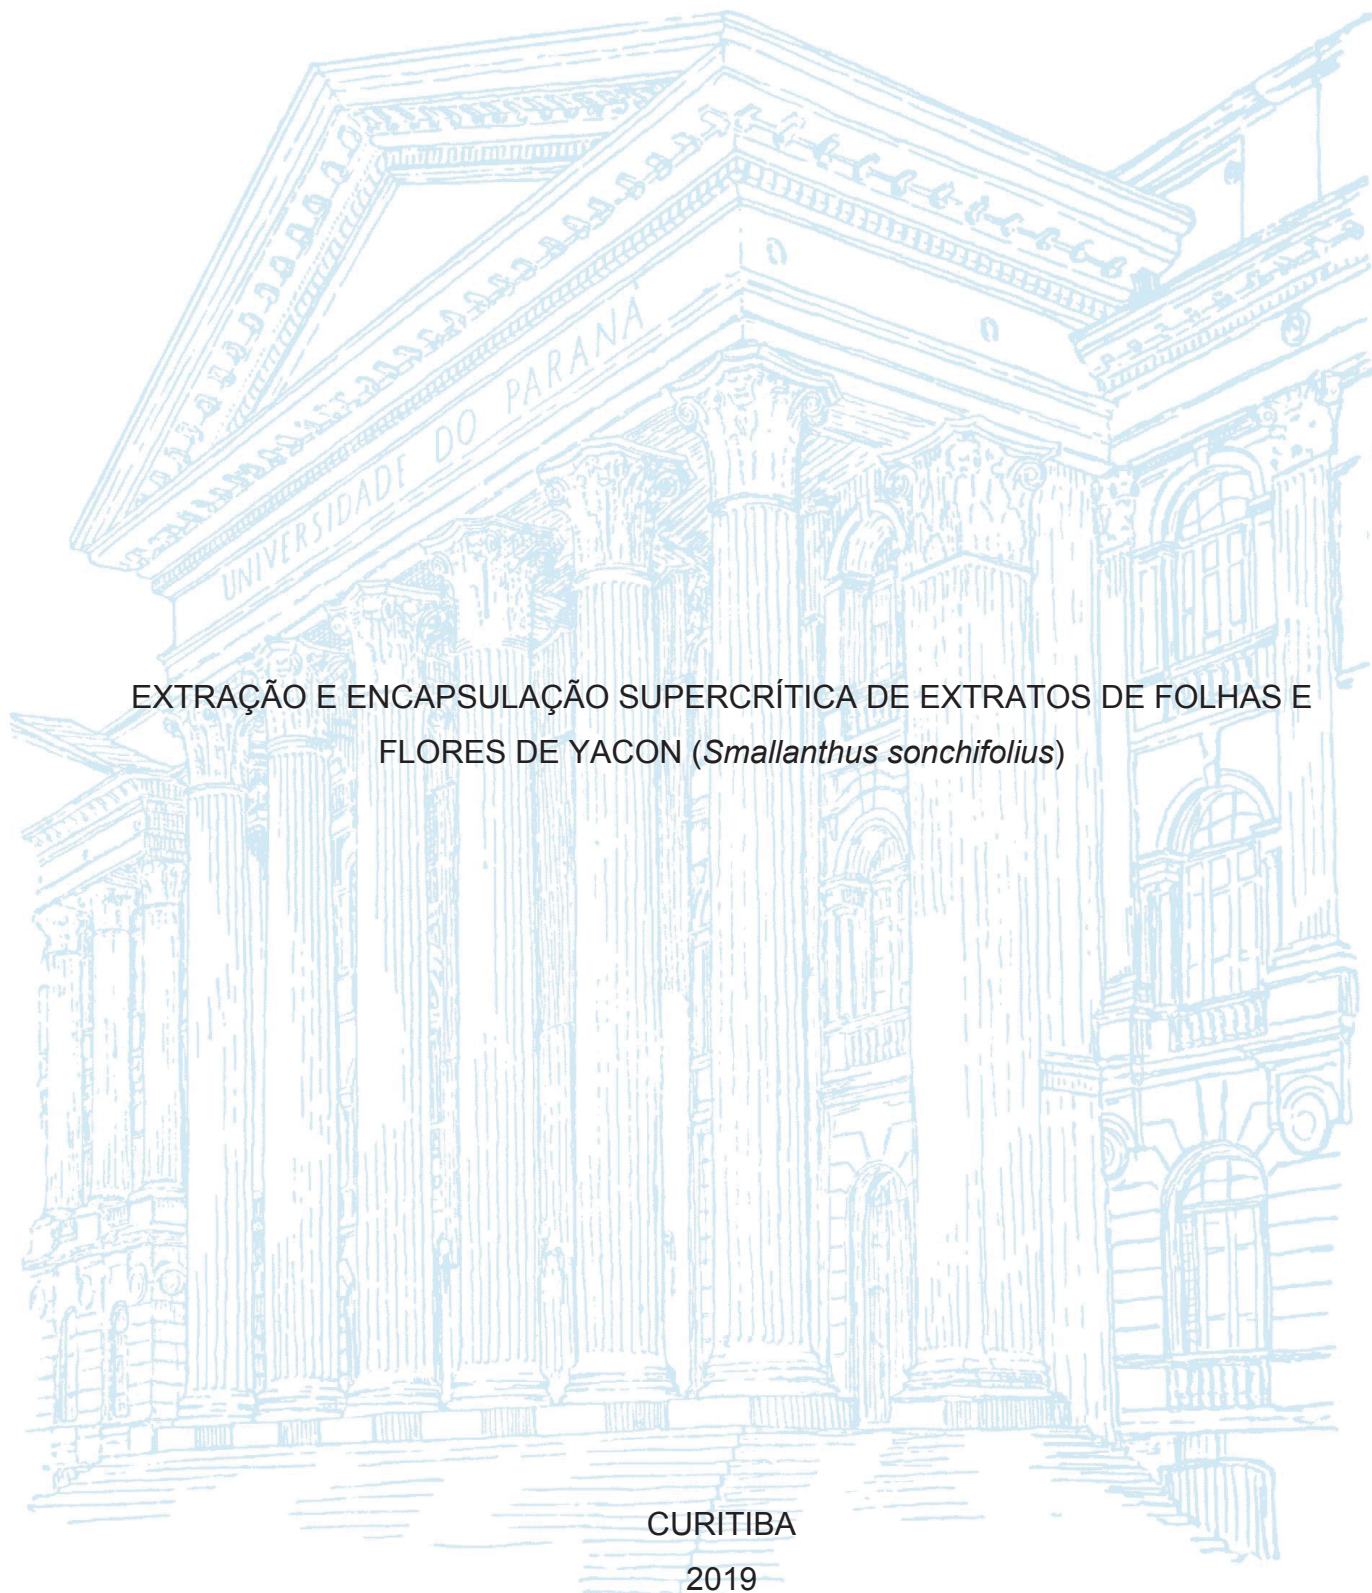 UNIVERSIDADE DO PARANÁ
EXTRAÇÃO E ENCAPSULAÇÃO SUPERCRÍTICA DE EXTRATOS DE FOLHAS E
FLORES DE YACON (Smallanthus sonchifolius)
CURITIBA
2019